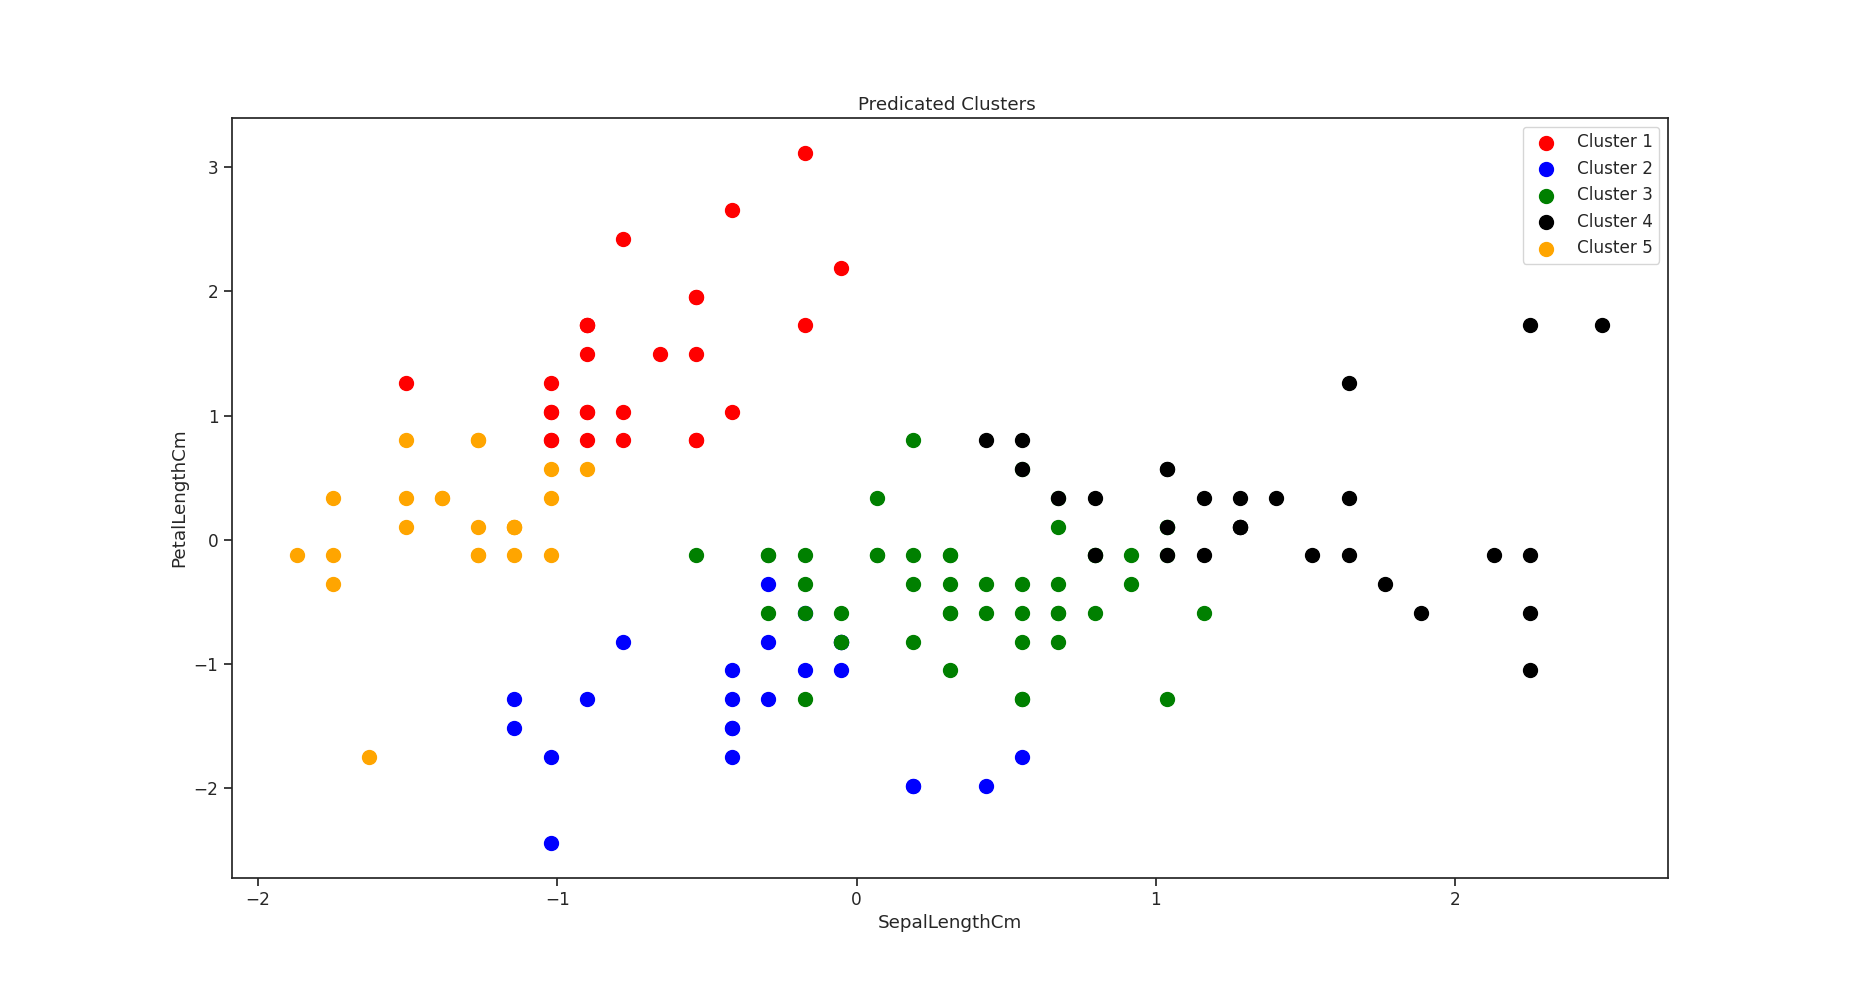 Predicated Clusters
Cluster 1
Cluster 2
Cluster 3
Cluster 4
Cluster 5
PetalLengthCm
3
2
1
0
−1
−2
−2
−1
0
1
2
SepalLengthCm